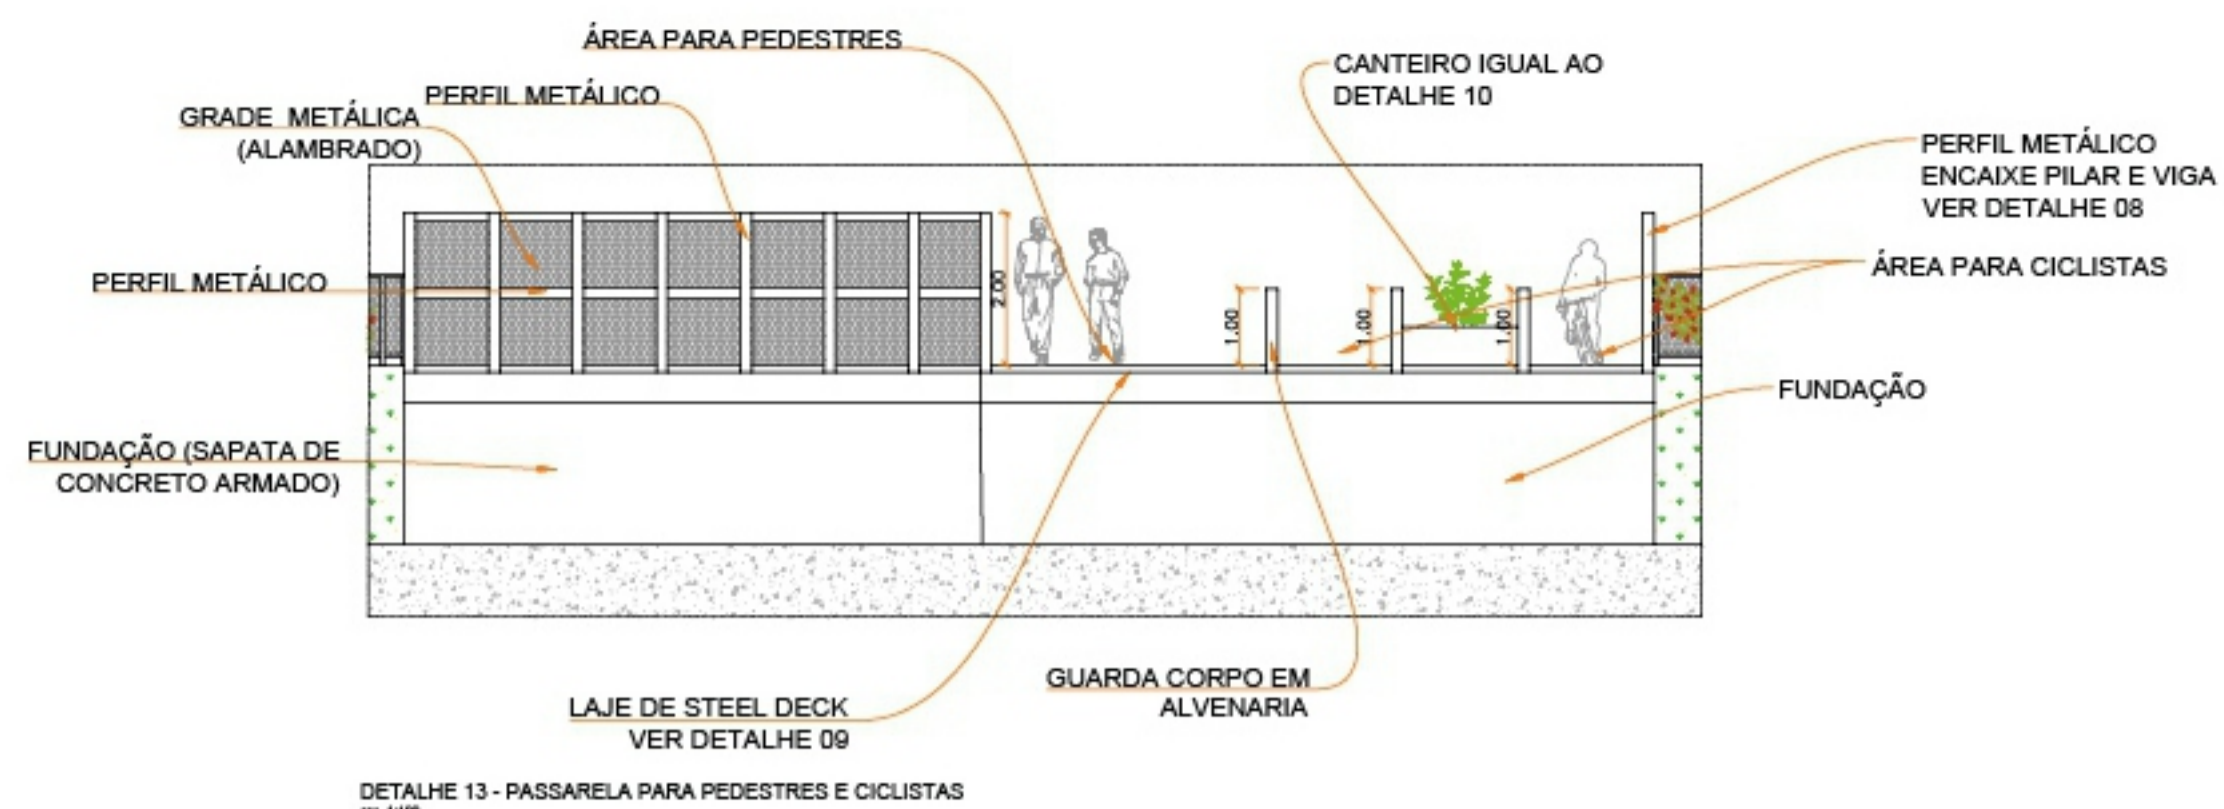 ÁREA PARA PEDESTRES
CANTEIRO IGUAL AO
DETALHE 10
PERFIL METÁLICO
GRADE METÁLICA
(ALAMBRADO)
PERFIL METÁLICO
ENCAIXE PILAR E VIGA
VER DETALHE 08
PERFIL METÁLICO
ÁREA PARA CICLISTAS
2.00
1.00
1.00
1.00
FUNDAÇÃO
FUNDAÇÃO (SAPATA DE
CONCRETO ARMADO)
GUARDA CORPO EM
ALVENARIA
LAJE DE STEEL DECK
VER DETALHE 09
DETALHE 13 - PASSARELA PARA PEDESTRES E CICLISTAS